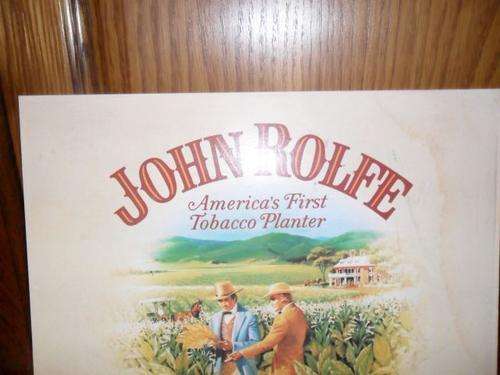 JOHN ROLFE
America's First
Tobacco Planter